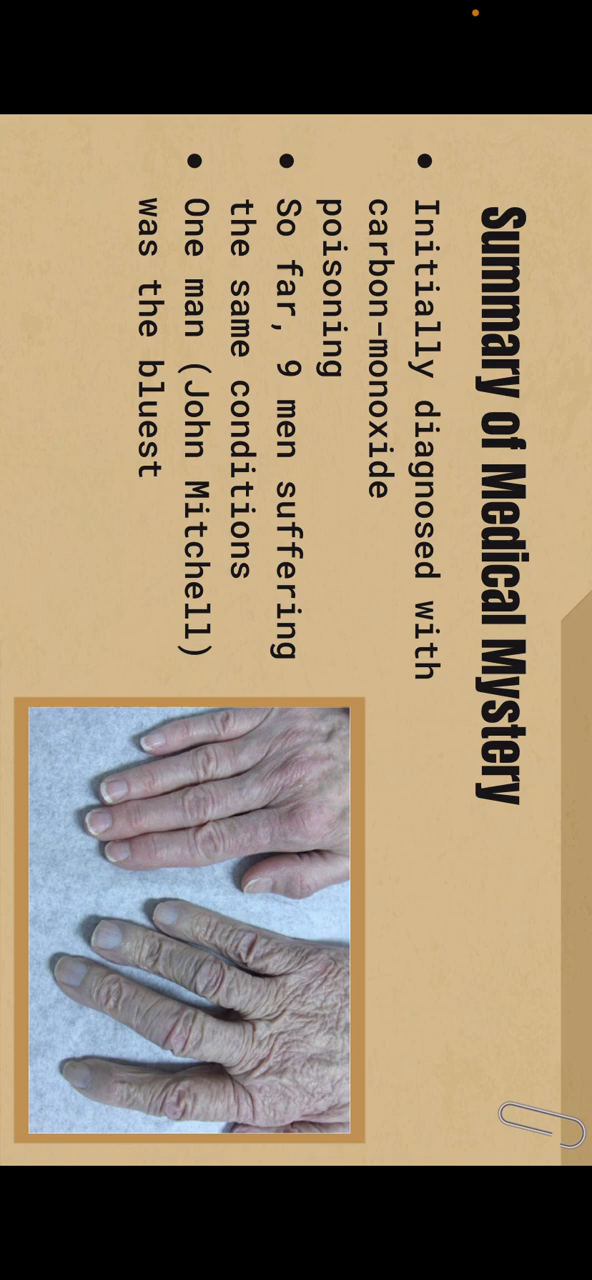 Summary of Medical Mystery
● Initially diagnosed with
carbon-monoxide
poisoning
● So far, 9 men suffering
the same conditions
● One man (John Mitchell)
was the bluest